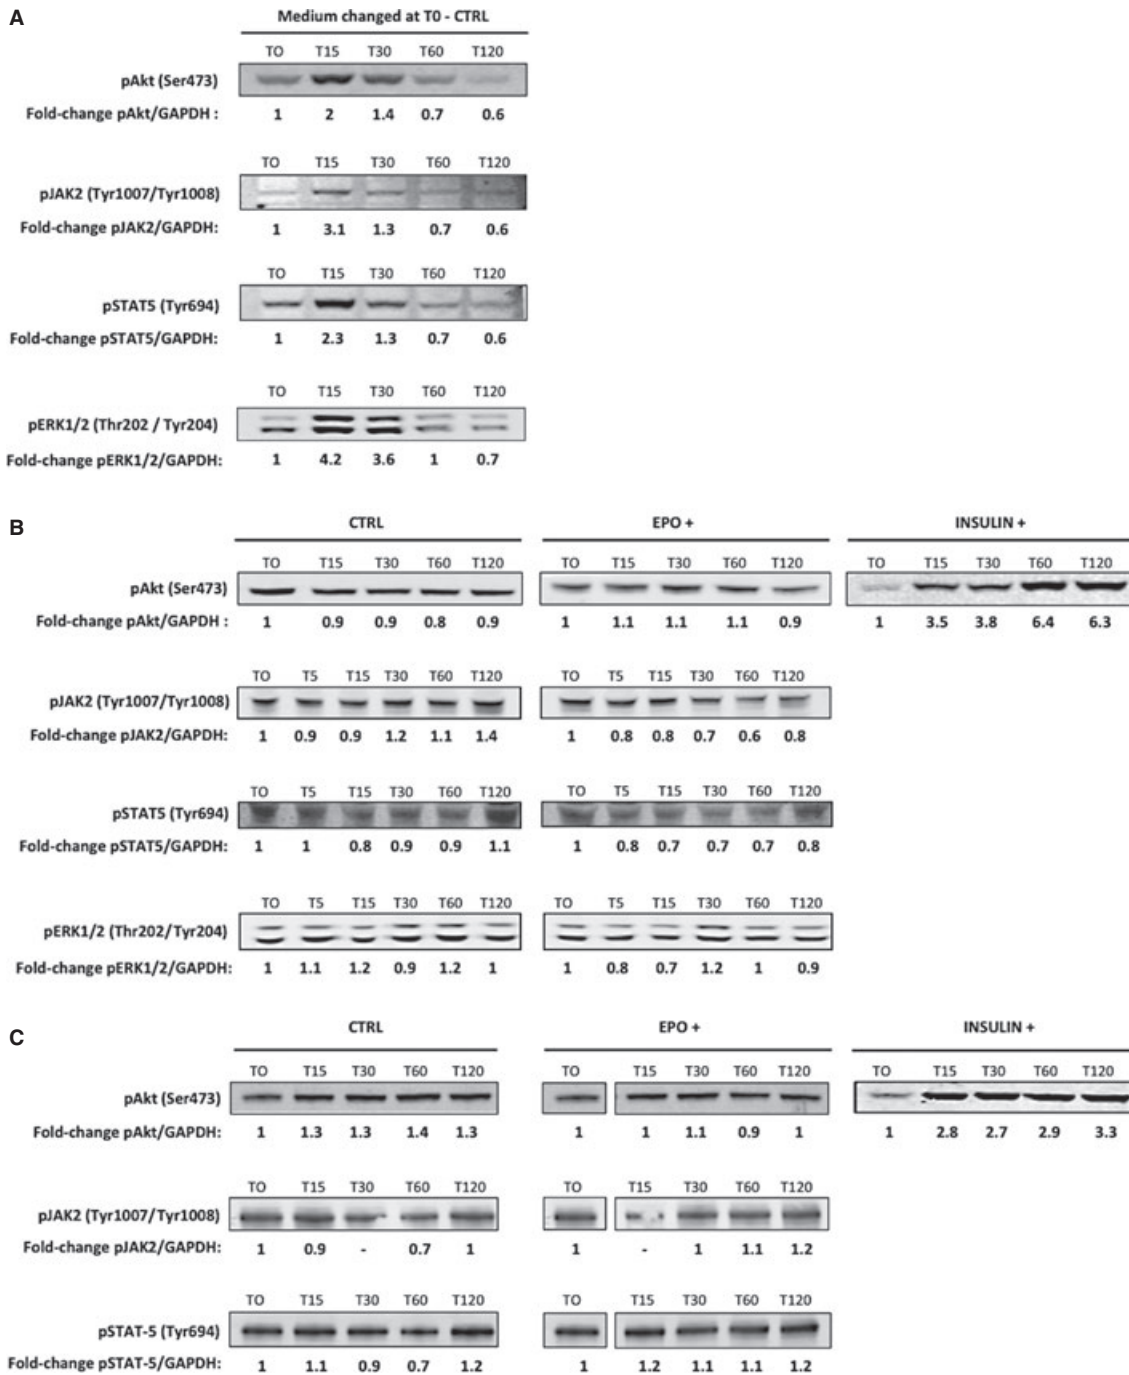 A
Medium changed at T0 - CTRL
TO T15 T30 T60 T120
pAkt (Ser473)
Fold-change pAkt/GAPDH : 1 2 1.4 0.7 0.6
TO T15 T30 T60 T120
pJAK2 (Tyr1007/Tyr1008)
Fold-change pJAK2/GAPDH: 1 3.1 1.3 0.7 0.6
TO T15 T30 T60 T120
pSTAT5 (Tyr694)
Fold-change pSTAT5/GAPDH: 1 2.3 1.3 0.7 0.6
TO T15 T30 T60 T120
pERK1/2 (Thr202 / Tyr204)
Fold-change pERK1/2/GAPDH: 1 4.2 3.6 1 0.7
B
CTRL EPO + INSULIN +
TO T15 T30 T60 T120 TO T15 T30 T60 T120 TO T15 T30 T60 T120
pAkt (Ser473)
Fold-change pAkt/GAPDH : 1 0.9 0.9 0.8 0.9 1 1.1 1.1 1.1 0.9 1 3.5 3.8 6.4 6.3
TO T5 T15 T30 T60 T120 TO T5 T15 T30 T60 T120
pJAK2 (Tyr1007/Tyr1008)
Fold-change pJAK2/GAPDH: 1 0.9 0.9 1.2 1.1 1.4 1 0.8 0.8 0.7 0.6 0.8
TO T5 T15 T30 T60 T120 TO T5 T15 T30 T60 T120
pSTAT5 (Tyr694)
Fold-change pSTAT5/GAPDH: 1 1 0.8 0.9 0.9 1.1 1 0.8 0.7 0.7 0.7 0.8
TO T5 T15 T30 T60 T120 TO T5 T15 T30 T60 T120
pERK1/2 (Thr202/Tyr204)
Fold-change pERK1/2/GAPDH: 1 1.1 1.2 0.9 1.2 1 1 0.8 0.7 1.2 1 0.9
C
CTRL EPO + INSULIN +
TO T15 T30 T60 T120 TO T15 T30 T60 T120 TO T15 T30 T60 T120
pAkt (Ser473)
Fold-change pAkt/GAPDH: 1 1.3 1.3 1.4 1.3 1 1 1.1 0.9 1 1 2.8 2.7 2.9 3.3
TO T15 T30 T60 T120 TO T15 T30 T60 T120
pJAK2 (Tyr1007/Tyr1008)
Fold-change pJAK2/GAPDH: 1 0.9 - 0.7 1 1 - 1 1.1 1.2
TO T15 T30 T60 T120 TO T15 T30 T60 T120
pSTAT-5 (Tyr694)
Fold-change pSTAT-5/GAPDH: 1 1.1 0.9 0.7 1.2 1 1.2 1.1 1.1 1.2